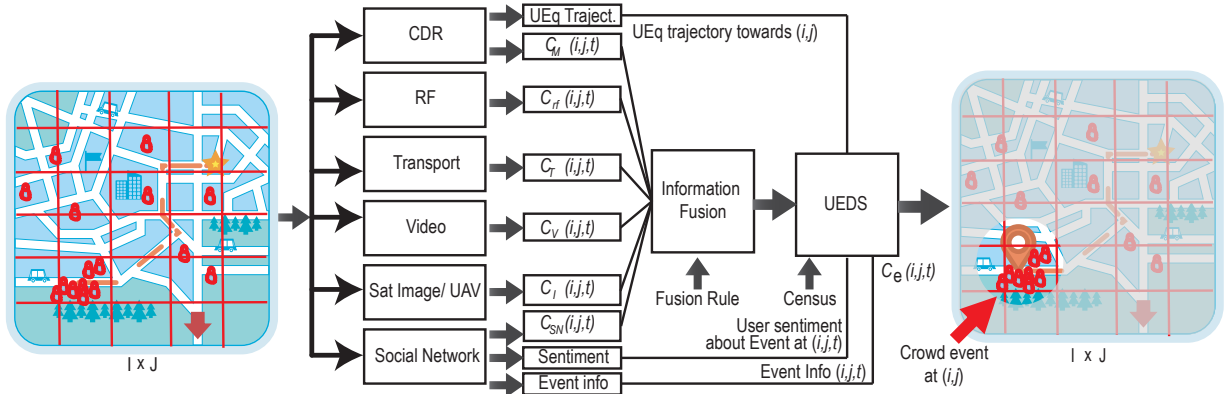 I x J
CDR
RF
Transport
Video
Sat Image/ UAV
Social Network
UEq Traject.
C_M (i,j,t)
C_rf (i,j,t)
C_T (i,j,t)
C_V (i,j,t)
C_I (i,j,t)
C_SN (i,j,t)
Sentiment
Event info
UEq trajectory towards (i,j)
Information
Fusion
Fusion Rule
UEDS
Census
User sentiment
about Event at (i,j,t)
Event Info (i,j,t)
C_e (i,j,t)
Crowd event
at (i,j)
I x J